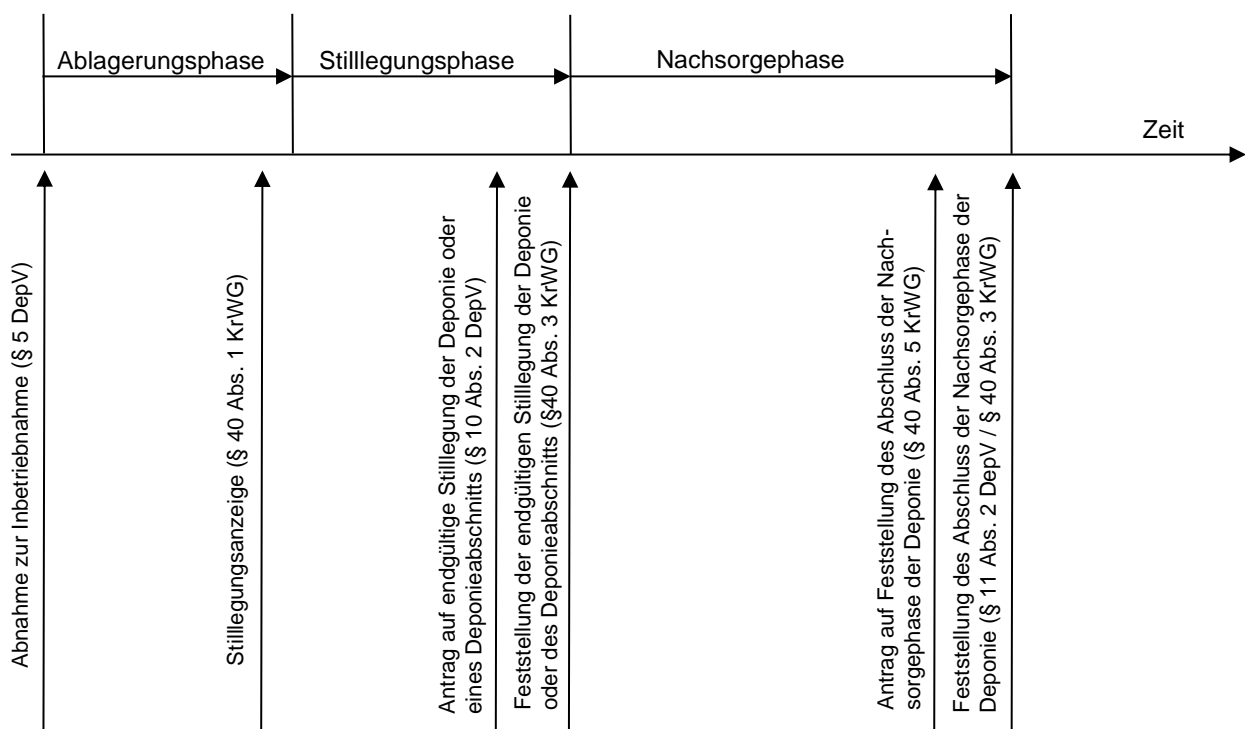 Ablagerungsphase
Stilllegungsphase
Nachsorgephase
Zeit
Abnahme zur Inbetriebnahme (§ 5 DepV)
Stilllegungsanzeige (§ 40 Abs. 1 KrWG)
Antrag auf endgültige Stilllegung der Deponie oder
eines Deponieabschnitts (§ 10 Abs. 2 DepV)
Feststellung der endgültigen Stilllegung der Deponie
oder des Deponieabschnitts (§40 Abs. 3 KrWG)
Antrag auf Feststellung des Abschluss der Nach-
sorgephase der Deponie (§ 40 Abs. 5 KrWG)
Feststellung des Abschluss der Nachsorgephase der
Deponie (§ 11 Abs. 2 DepV / § 40 Abs. 3 KrWG)